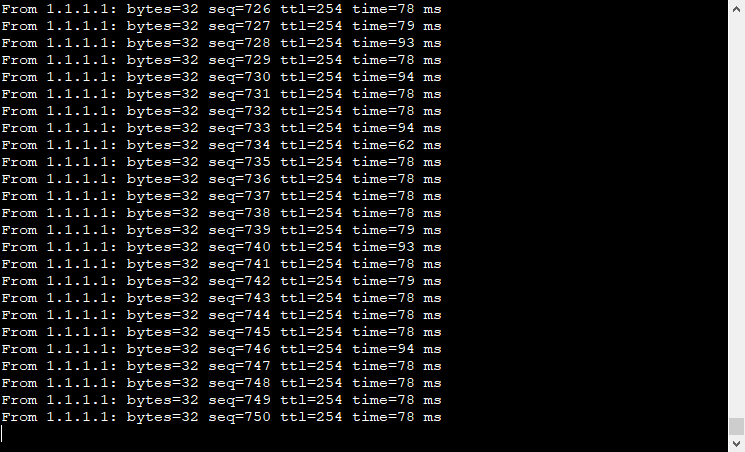 From 1.1.1.1: bytes=32 seq=726 ttl=254 time=78 ms
From 1.1.1.1: bytes=32 seq=727 ttl=254 time=79 ms
From 1.1.1.1: bytes=32 seq=728 ttl=254 time=93 ms
From 1.1.1.1: bytes=32 seq=729 ttl=254 time=78 ms
From 1.1.1.1: bytes=32 seq=730 ttl=254 time=94 ms
From 1.1.1.1: bytes=32 seq=731 ttl=254 time=78 ms
From 1.1.1.1: bytes=32 seq=732 ttl=254 time=78 ms
From 1.1.1.1: bytes=32 seq=733 ttl=254 time=94 ms
From 1.1.1.1: bytes=32 seq=734 ttl=254 time=62 ms
From 1.1.1.1: bytes=32 seq=735 ttl=254 time=78 ms
From 1.1.1.1: bytes=32 seq=736 ttl=254 time=78 ms
From 1.1.1.1: bytes=32 seq=737 ttl=254 time=78 ms
From 1.1.1.1: bytes=32 seq=738 ttl=254 time=78 ms
From 1.1.1.1: bytes=32 seq=739 ttl=254 time=79 ms
From 1.1.1.1: bytes=32 seq=740 ttl=254 time=93 ms
From 1.1.1.1: bytes=32 seq=741 ttl=254 time=78 ms
From 1.1.1.1: bytes=32 seq=742 ttl=254 time=79 ms
From 1.1.1.1: bytes=32 seq=743 ttl=254 time=78 ms
From 1.1.1.1: bytes=32 seq=744 ttl=254 time=78 ms
From 1.1.1.1: bytes=32 seq=745 ttl=254 time=78 ms
From 1.1.1.1: bytes=32 seq=746 ttl=254 time=94 ms
From 1.1.1.1: bytes=32 seq=747 ttl=254 time=78 ms
From 1.1.1.1: bytes=32 seq=748 ttl=254 time=78 ms
From 1.1.1.1: bytes=32 seq=749 ttl=254 time=78 ms
From 1.1.1.1: bytes=32 seq=750 ttl=254 time=78 ms